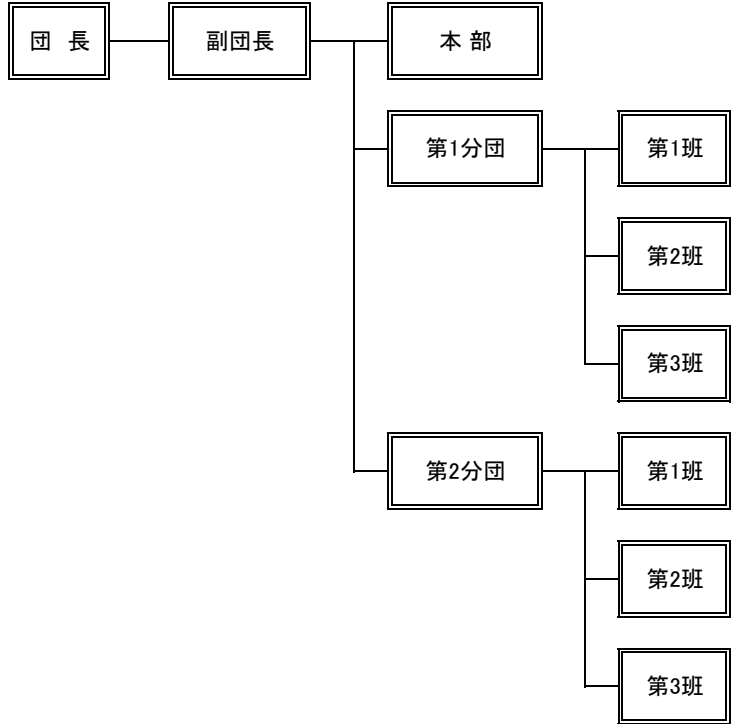 団 長
副団長
本 部
第1分団
第1班
第2班
第3班
第2分団
第1班
第2班
第3班